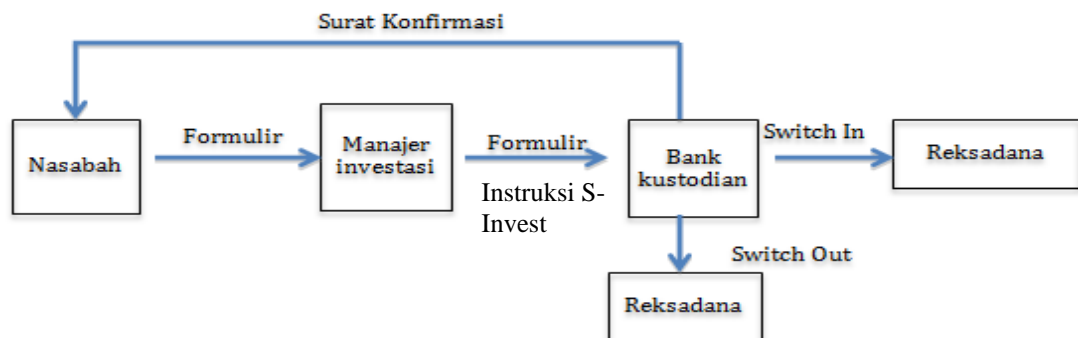 Surat Konfirmasi
Nasabah
Formulir
Manajer
investasi
Formulir
Instruksi S-
Invest
Bank
kustodian
Switch In
Reksadana
Switch Out
Reksadana